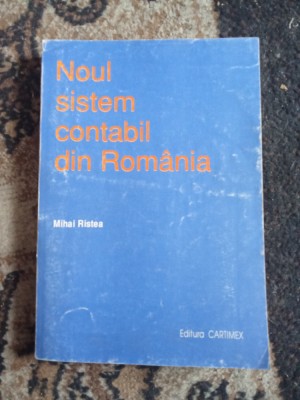 Noul
sistem
contabil
din România
Mihai Ristea
Editura CARTIMEX